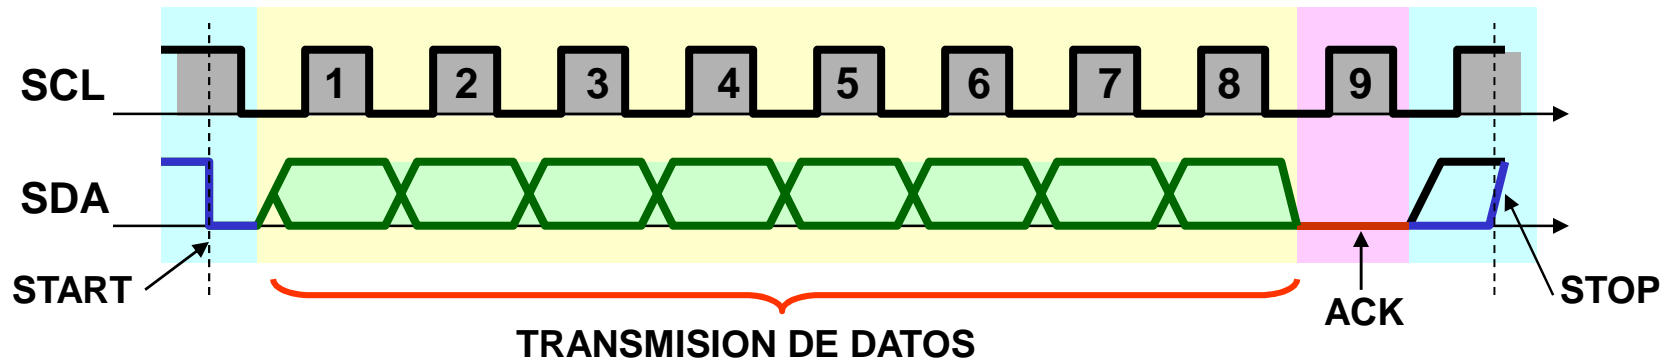 SCL
1 2 3 4 5 6 7 8 9
SDA
START
STOP
ACK
TRANSMISION DE DATOS